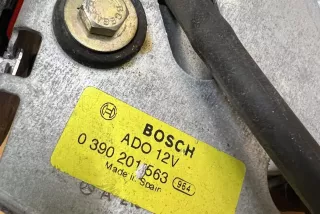 BOSCH
ADO 12V
0 390 201 563
Made in Spain
964